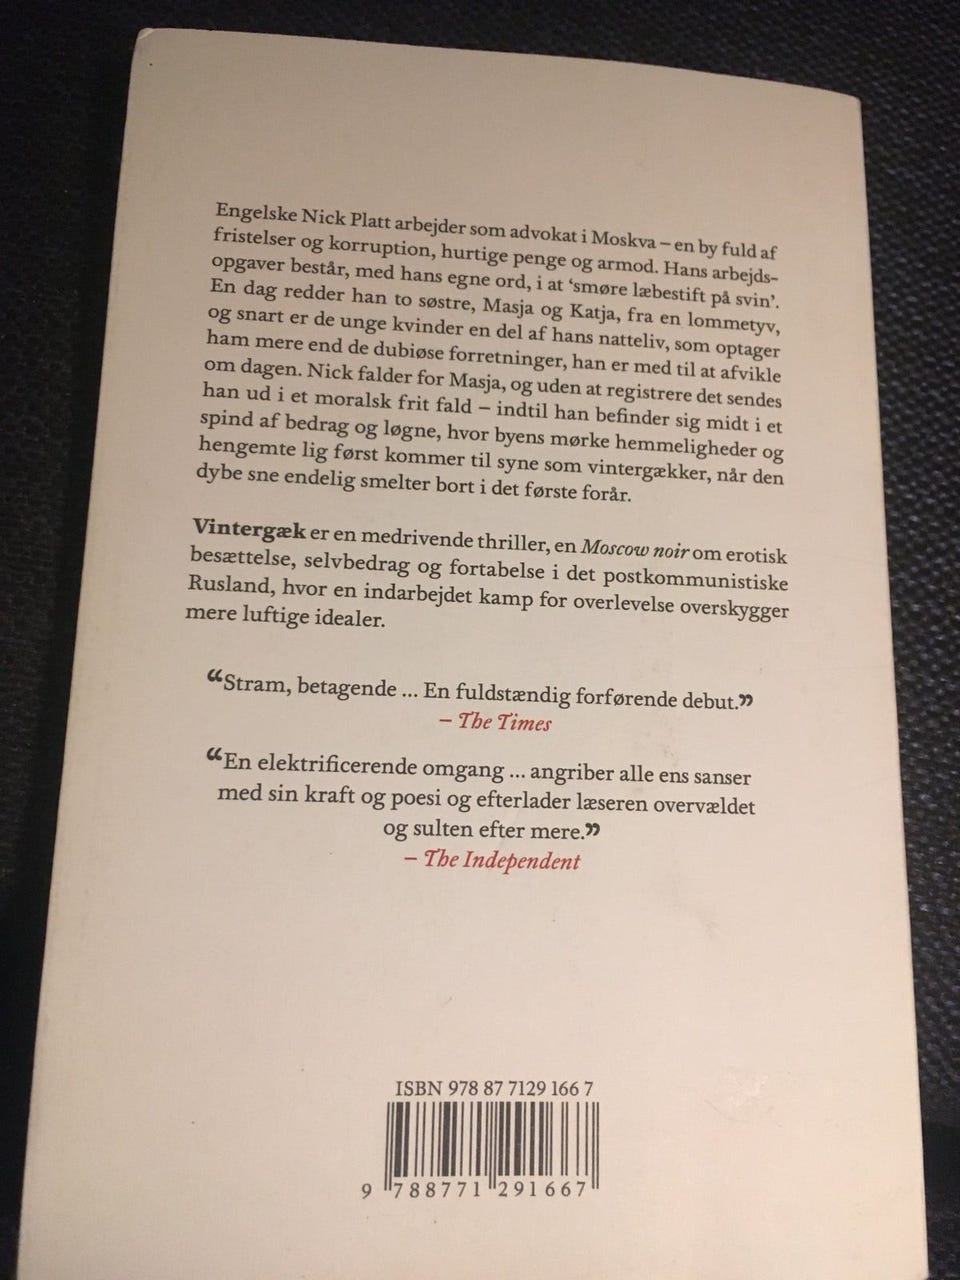 Engelske Nick Platt arbejder som advokat i Moskva – en by fuld af
fristelser og korruption, hurtige penge og armod. Hans arbejds-
opgaver består, med hans egne ord, i at ‘smøre læbestift på svin’.
En dag redder han to søstre, Masja og Katja, fra en lommetyv,
og snart er de unge kvinder en del af hans natteliv, som optager
ham mere end de dubiøse forretninger, han er med til at afvikle
om dagen. Nick falder for Masja, og uden at registrere det sendes
han ud i et moralsk frit fald – indtil han befinder sig midt i et
spind af bedrag og løgne, hvor byens mørke hemmeligheder og
hengemte lig først kommer til syne som vintergækker, når den
dybe sne endelig smelter bort i det første forår.
Vintergæk er en medrivende thriller, en Moscow noir om erotisk
besættelse, selvbedrag og fortabelse i det postkommunistiske
Rusland, hvor en indarbejdet kamp for overlevelse overskygger
mere luftige idealer.
“Stram, betagende ... En fuldstændig forførende debut.”
– The Times
“En elektrificerende omgang ... angriber alle ens sanser
med sin kraft og poesi og efterlader læseren overvældet
og sulten efter mere.”
– The Independent
ISBN 978 87 7129 166 7
9 788771 291667